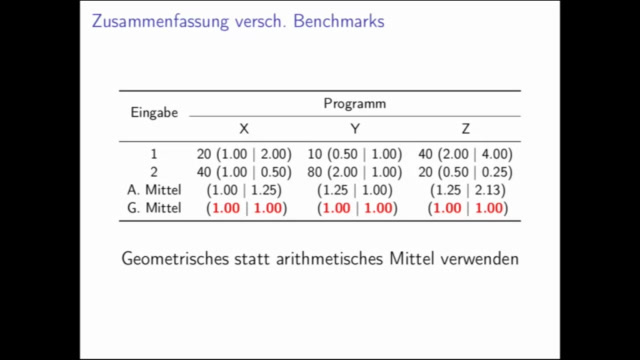 Zusammenfassung versch. Benchmarks
Eingabe Programm
X Y Z
1 20 (1.00 | 2.00) 10 (0.50 | 1.00) 40 (2.00 | 4.00)
2 40 (1.00 | 0.50) 80 (2.00 | 1.00) 20 (0.50 | 0.25)
A. Mittel (1.00 | 1.25) (1.25 | 1.00) (1.25 | 2.13)
G. Mittel (1.00 | 1.00) (1.00 | 1.00) (1.00 | 1.00)
Geometrisches statt arithmetisches Mittel verwenden